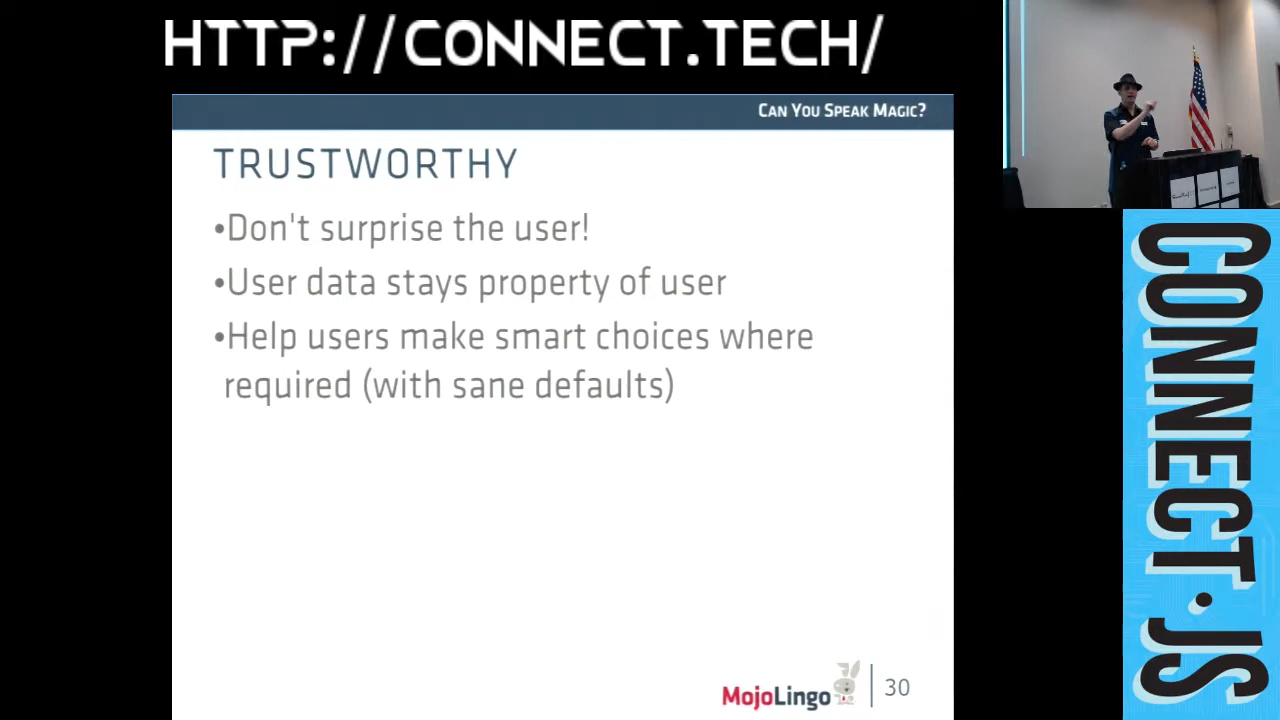 HTTP://CONNECT.TECH/
CAN YOU SPEAK MAGIC?
TRUSTWORTHY
•Don't surprise the user!
•User data stays property of user
•Help users make smart choices where
required (with sane defaults)
MojoLingo
30
CONNECT.JS